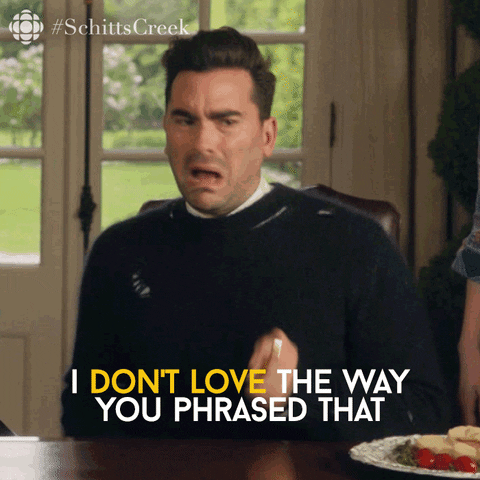 #SchittsCreek
I DON'T LOVE THE WAY
YOU PHRASED THAT